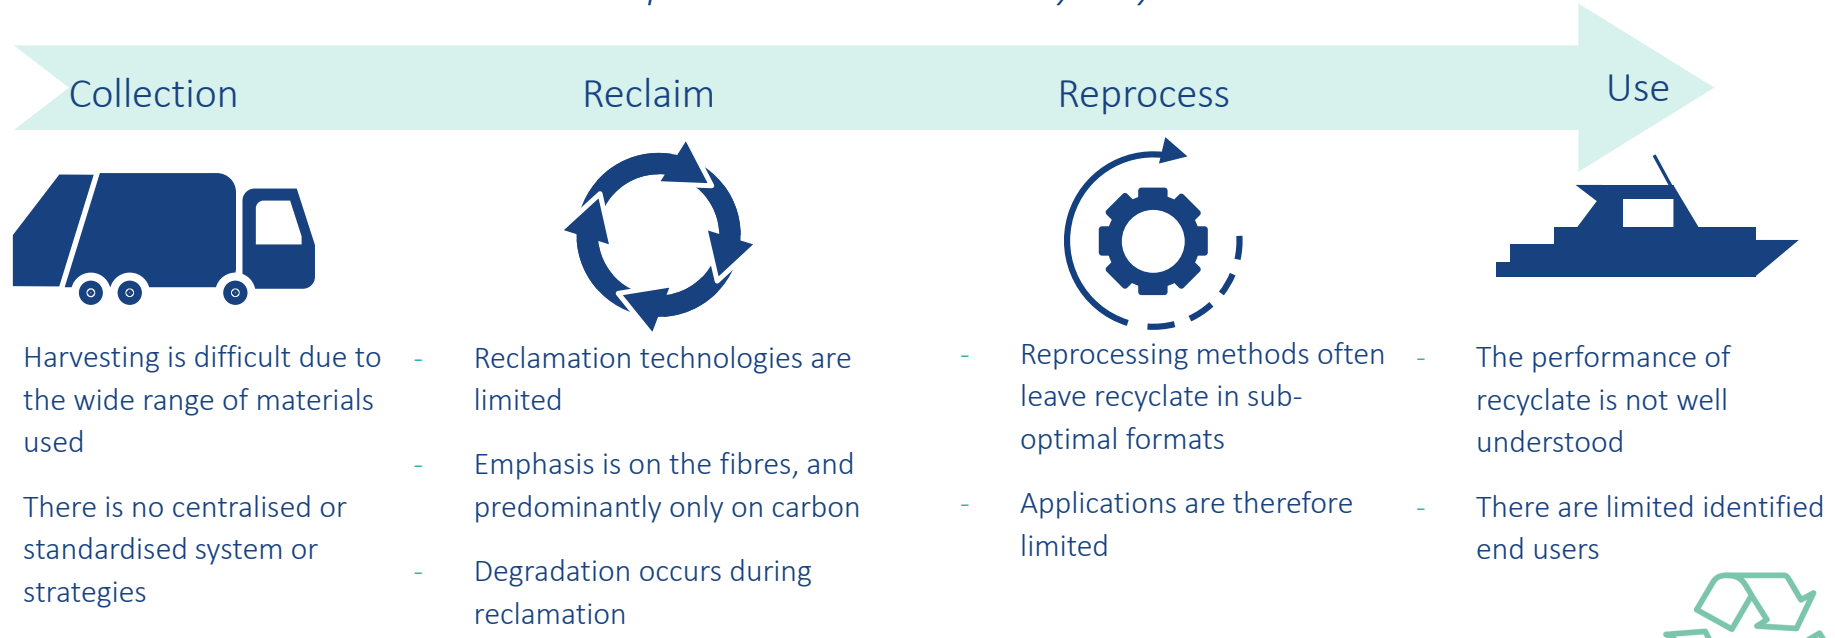 Collection
Reclaim
Reprocess
Use
Harvesting is difficult due to
the wide range of materials
used
There is no centralised or
standardised system or
strategies
- Reclamation technologies are
limited
- Emphasis is on the fibres, and
predominantly only on carbon
- Degradation occurs during
reclamation
- Reprocessing methods often
leave recyclate in sub-
optimal formats
- Applications are therefore
limited
- The performance of
recyclate is not well
understood
- There are limited identified
end users